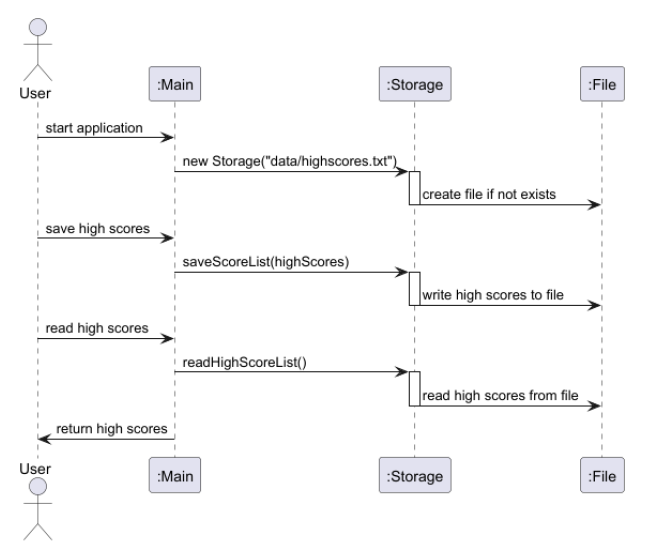 User
:Main
:Storage
:File
start application
new Storage("data/highscores.txt")
create file if not exists
save high scores
saveScoreList(highScores)
write high scores to file
read high scores
readHighScoreList()
read high scores from file
return high scores
User
:Main
:Storage
:File